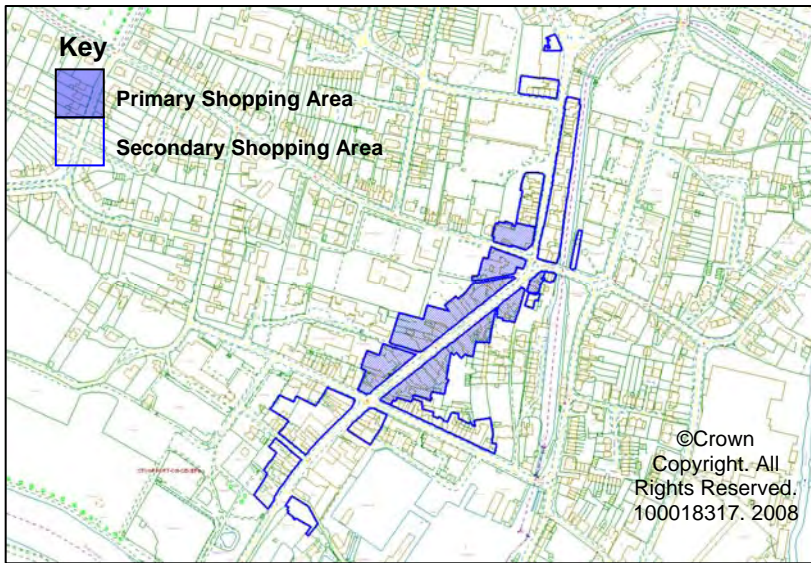 Key
Primary Shopping Area
Secondary Shopping Area
©Crown
Copyright. All
Rights Reserved.
100018317. 2008